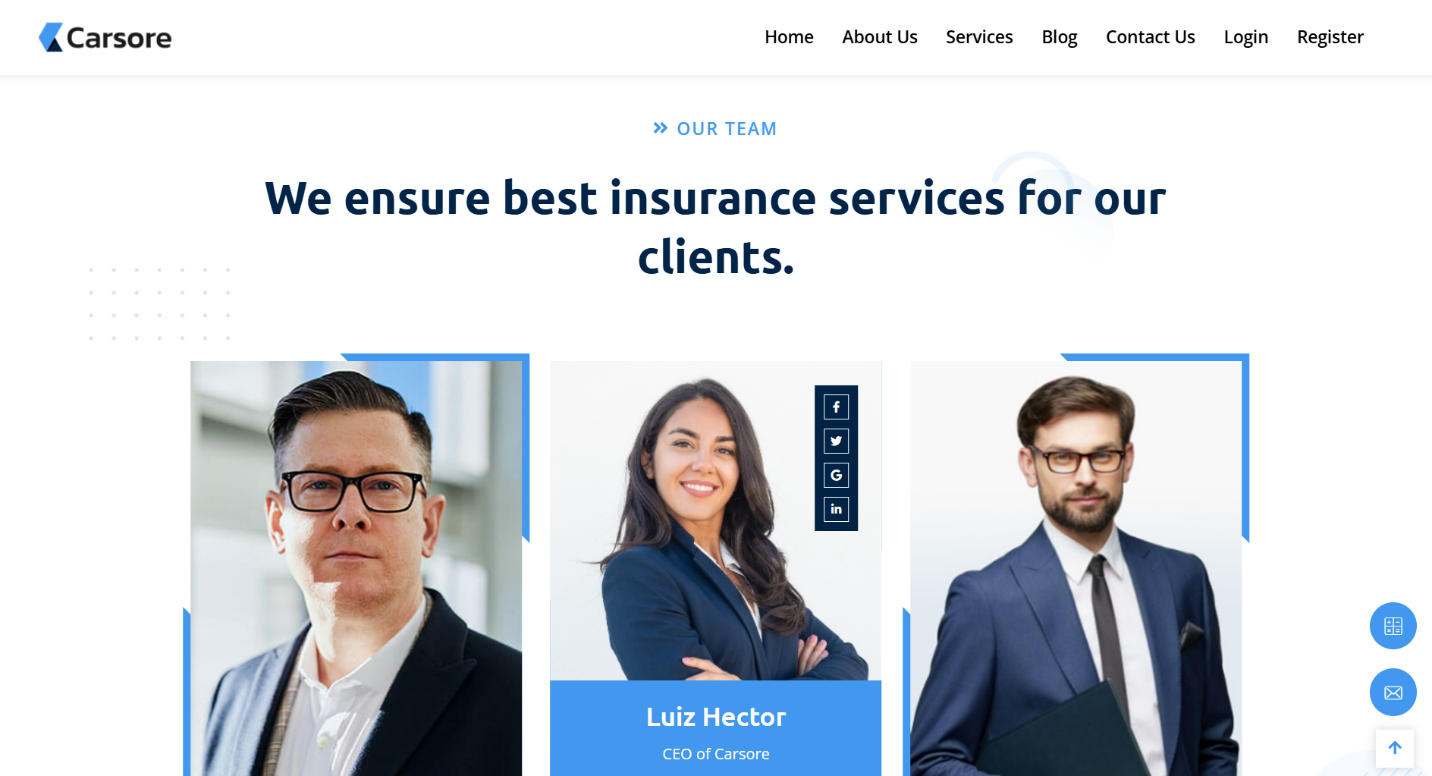 Carsore
Home About Us Services Blog Contact Us Login Register
OUR TEAM
We ensure best insurance services for our
clients.
Luiz Hector
CEO of Carsore